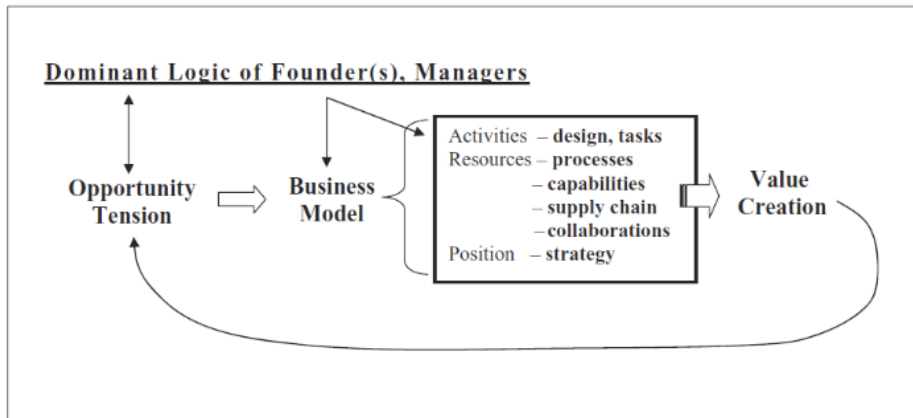 Dominant Logic of Founder(s), Managers
Opportunity
Tension
Business
Model
Activities – design, tasks
Resources – processes
– capabilities
– supply chain
– collaborations
Position – strategy
Value
Creation